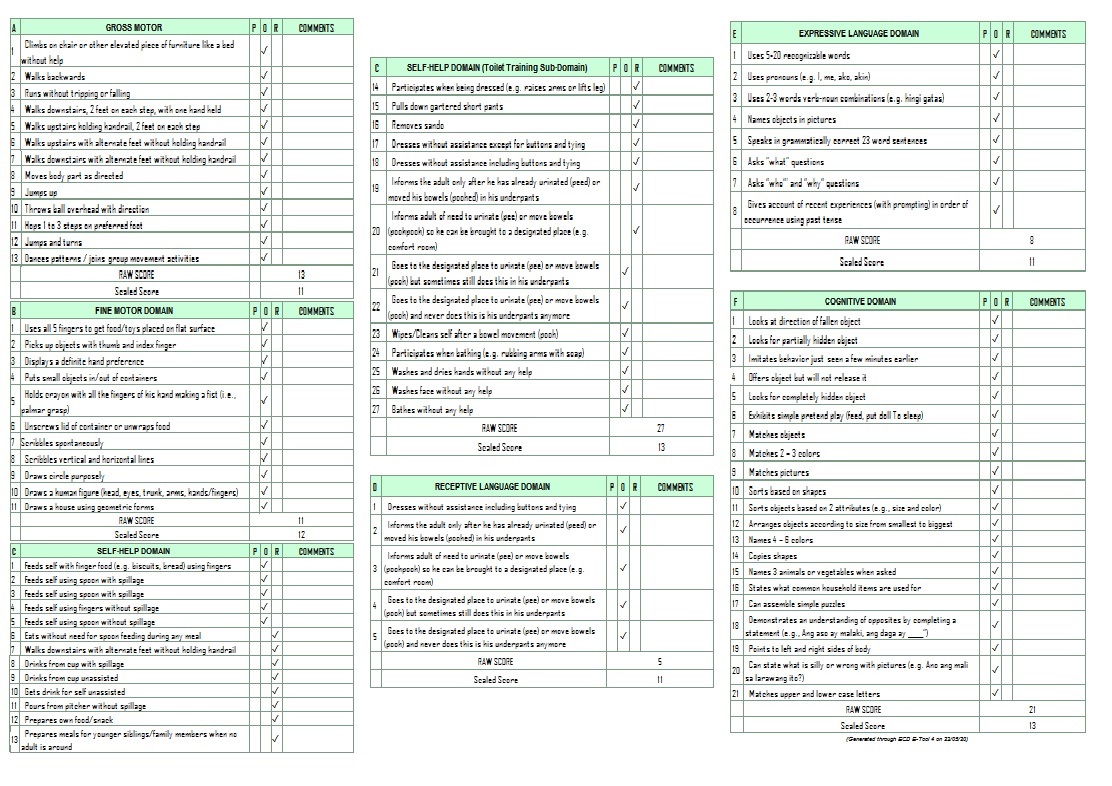 A GROSS MOTOR P O R COMMENTS
1 Climbs on chair or other elevated piece of furniture like a bed
without help ✓
2 Walks backwards ✓
3 Runs without tripping or falling ✓
4 Walks downstairs, 2 feet on each step, with one hand held ✓
5 Walks upstairs holding handrail, 2 feet on each step ✓
6 Walks upstairs with alternate feet without holding handrail ✓
7 Walks downstairs with alternate feet without holding handrail ✓
8 Moves body part as directed ✓
9 Jumps up ✓
10 Throws ball overhead with direction ✓
11 Hops 1 to 3 steps on preferred foot ✓
12 Jumps and turns ✓
13 Dances patterns / joins group movement activities ✓
RAW SCORE 13
Scaled Score 11
B FINE MOTOR DOMAIN P O R COMMENTS
1 Uses all 5 fingers to get food/toys placed on flat surface ✓
2 Picks up objects with thumb and index finger ✓
3 Displays a definite hand preference ✓
4 Puts small objects in/out of containers ✓
5 Holds crayon with all the fingers of his hand making a fist (i.e.,
palmar grasp) ✓
6 Unscrews lid of container or unwraps food ✓
7 Scribbles spontaneously ✓
8 Scribbles vertical and horizontal lines ✓
9 Draws circle purposely ✓
10 Draws a human figure (head, eyes, trunk, arms, hands/fingers) ✓
11 Draws a house using geometric forms ✓
RAW SCORE 11
Scaled Score 12
C SELF-HELP DOMAIN P O R COMMENTS
1 Feeds self with finger food (e.g. biscuits, bread) using fingers ✓
2 Feeds self using spoon with spillage ✓
3 Feeds self using spoon with spillage ✓
4 Feeds self using fingers without spillage ✓
5 Feeds self using spoon without spillage ✓
6 Eats without need for spoon feeding during any meal ✓
7 Walks downstairs with alternate feet without holding handrail ✓
8 Drinks from cup with spillage ✓
9 Drinks from cup unassisted ✓
10 Gets drink for self unassisted ✓
11 Pours from pitcher without spillage ✓
12 Prepares own food/snack ✓
13 Prepares meals for younger siblings/family members when no
adult is around ✓
C SELF-HELP DOMAIN (Toilet Training Sub-Domain) P O R COMMENTS
14 Participates when being dressed (e.g. raises arms or lifts leg) ✓
15 Pulls down gartered short pants ✓
16 Removes sando ✓
17 Dresses without assistance except for buttons and tying ✓
18 Dresses without assistance including buttons and tying ✓
19 Informs the adult only after he has already urinated (peed) or
moved his bowels (poohed) in his underpants ✓
20 Informs adult of need to urinate (pee) or move bowels
(poohpooh) so he can be brought to a designated place (e.g.
comfort room) ✓
21 Goes to the designated place to urinate (pee) or move bowels
(pooh) but sometimes still does this in his underpants ✓
22 Goes to the designated place to urinate (pee) or move bowels
(pooh) and never does this is his underpants anymore ✓
23 Wipes/Cleans self after a bowel movement (pooh) ✓
24 Participates when bathing (e.g. rubbing arms with soap) ✓
25 Washes and dries hands without any help ✓
26 Washes face without any help ✓
27 Bathes without any help ✓
RAW SCORE 27
Scaled Score 13
D RECEPTIVE LANGUAGE DOMAIN P O R COMMENTS
1 Dresses without assistance including buttons and tying ✓
2 Informs the adult only after he has already urinated (peed) or
moved his bowels (poohed) in his underpants ✓
3 Informs adult of need to urinate (pee) or move bowels
(poohpooh) so he can be brought to a designated place (e.g.
comfort room) ✓
4 Goes to the designated place to urinate (pee) or move bowels
(pooh) but sometimes still does this in his underpants ✓
5 Goes to the designated place to urinate (pee) or move bowels
(pooh) and never does this is his underpants anymore ✓
RAW SCORE 5
Scaled Score 11
E EXPRESSIVE LANGUAGE DOMAIN P O R COMMENTS
1 Uses 5-20 recognizable words ✓
2 Uses pronouns (e.g. I, me, ako, akin) ✓
3 Uses 2-3 words verb-noun combinations (e.g. hingi gatas) ✓
4 Names objects in pictures ✓
5 Speaks in grammatically correct 23 word sentences ✓
6 Asks "what" questions ✓
7 Asks "who" and "why" questions ✓
8 Gives account of recent experiences (with prompting) in order of
occurrence using past tense ✓
RAW SCORE 8
Scaled Score 11
F COGNITIVE DOMAIN P O R COMMENTS
1 Looks at direction of fallen object ✓
2 Looks for partially hidden object ✓
3 Imitates behavior just seen a few minutes earlier ✓
4 Offers object but will not release it ✓
5 Looks for completely hidden object ✓
6 Exhibits simple pretend play (feed, put doll To sleep) ✓
7 Matches objects ✓
8 Matches 2 - 3 colors ✓
9 Matches pictures ✓
10 Sorts based on shapes ✓
11 Sorts objects based on 2 attributes (e.g., size and color) ✓
12 Arranges objects according to size from smallest to biggest ✓
13 Names 4 - 6 colors ✓
14 Copies shapes ✓
15 Names 3 animals or vegetables when asked ✓
16 States what common household items are used for ✓
17 Can assemble simple puzzles ✓
18 Demonstrates an understanding of opposites by completing a
statement (e.g., Ang aso ay malaki, ang daga ay ____") ✓
19 Points to left and right sides of body ✓
20 Can state what is silly or wrong with pictures (e.g. Ano ang mali
sa larawang ito?) ✓
21 Matches upper and lower case letters ✓
RAW SCORE 21
Scaled Score 13
(Generated through ECD E-Tool 4 on 22/05/20)